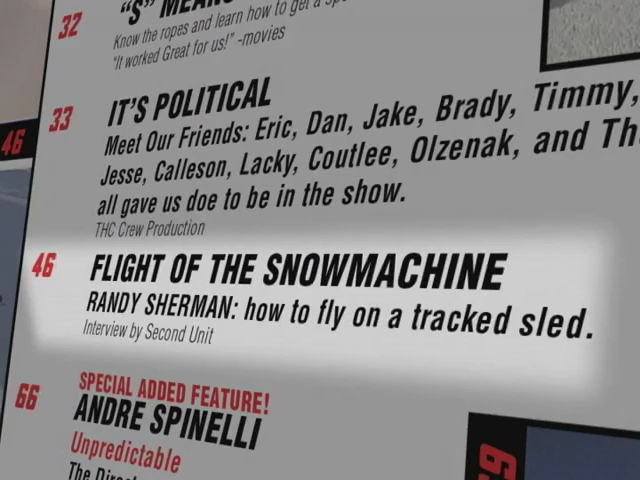 32
"S" MEANS
Know the ropes and learn how to get a
"It worked Great for us!" -movies
33
IT'S POLITICAL
Meet Our Friends: Eric, Dan, Jake, Brady, Timmy,
Jesse, Calleson, Lacky, Coutlee, Olzenak, and
all gave us doe to be in the show.
THC Crew Production
46
46
FLIGHT OF THE SNOWMACHINE
RANDY SHERMAN: how to fly on a tracked sled.
Interview by Second Unit
66
SPECIAL ADDED FEATURE!
ANDRE SPINELLI
Unpredictable
The